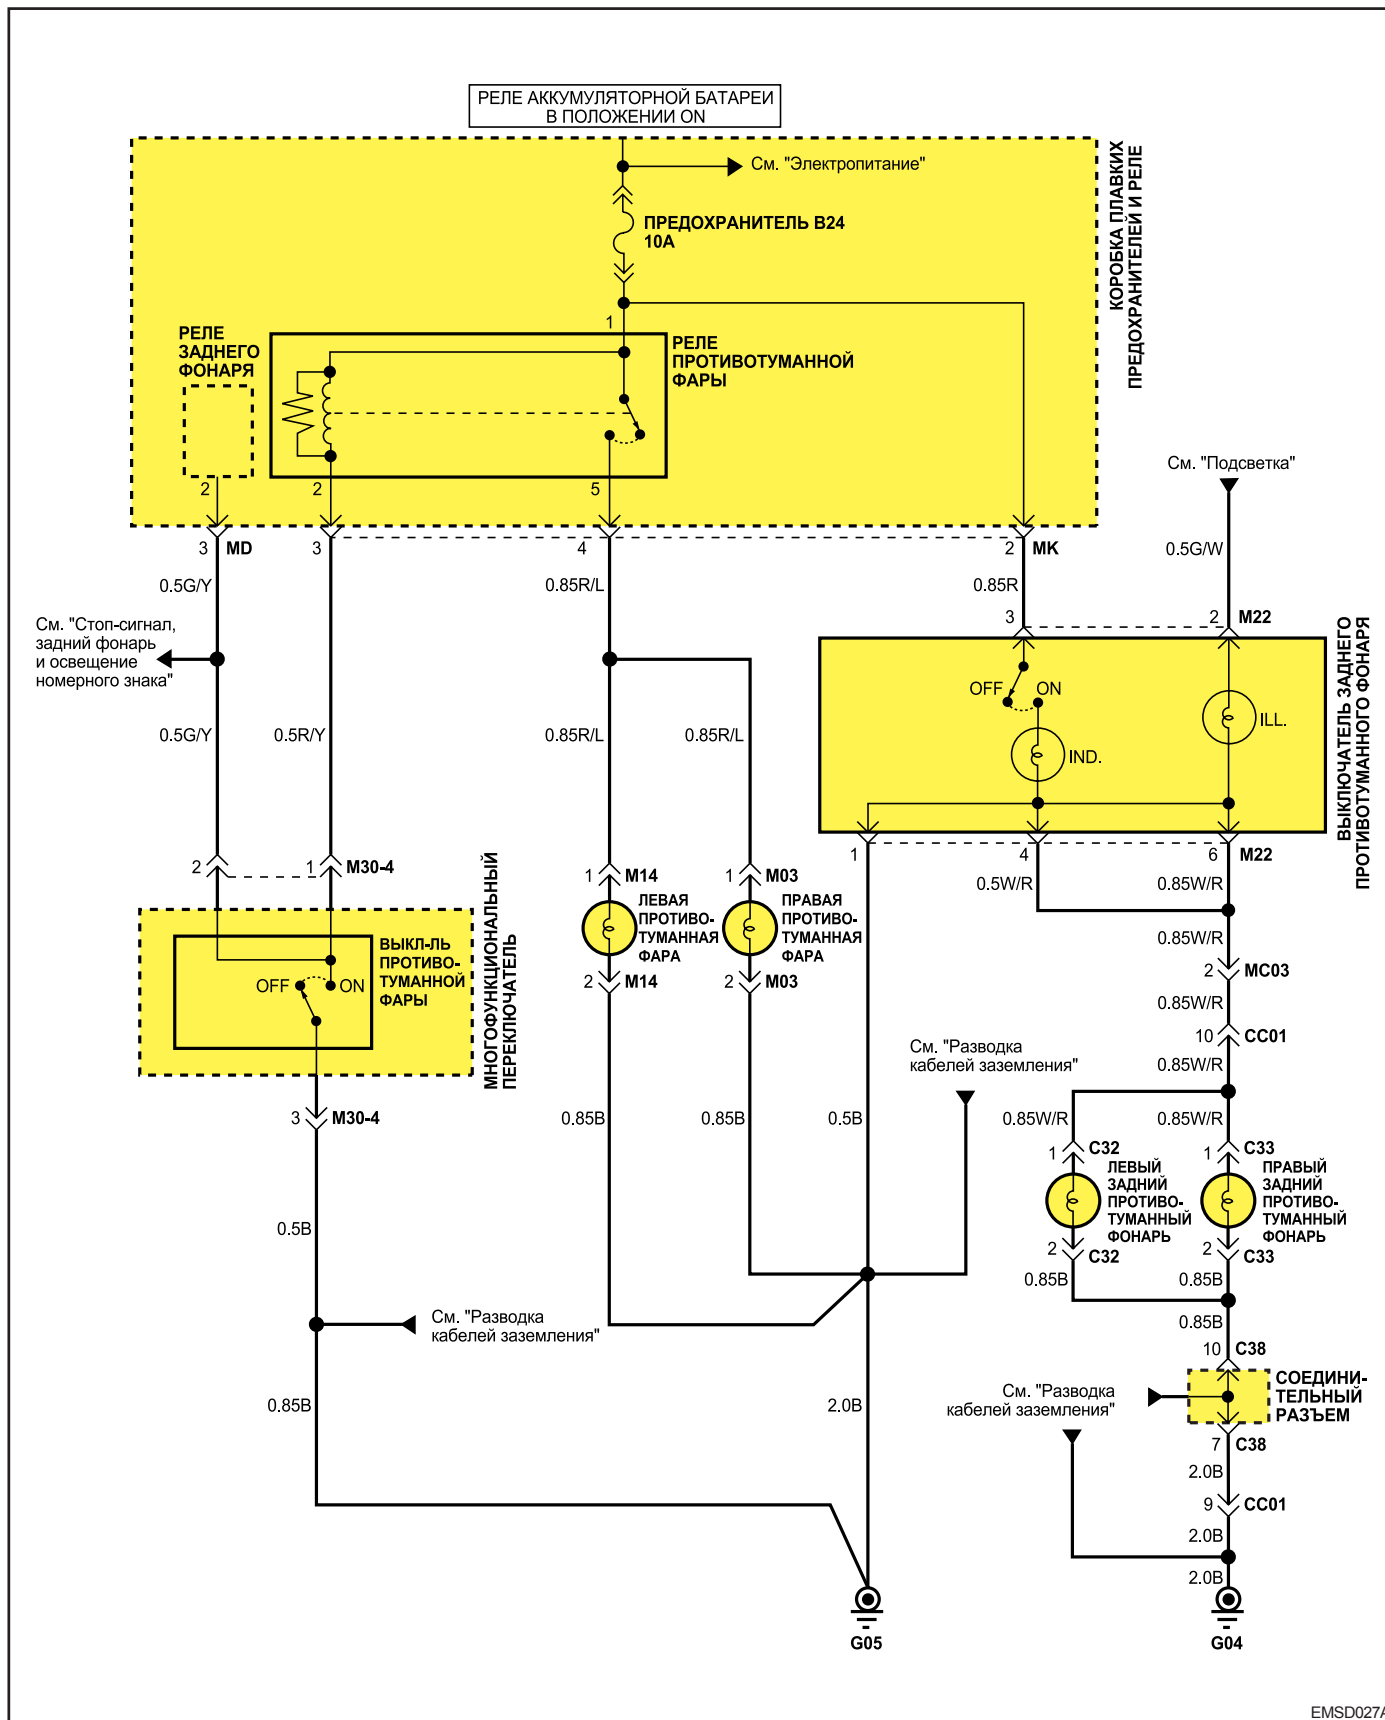 РЕЛЕ АККУМУЛЯТОРНОЙ БАТАРЕИ
В ПОЛОЖЕНИИ ON
См. "Электропитание"
ПРЕДОХРАНИТЕЛЬ B24
10A
КОРОБКА ПЛАВКИХ
ПРЕДОХРАНИТЕЛЕЙ И РЕЛЕ
РЕЛЕ
ЗАДНЕГО
ФОНАРЯ
1
РЕЛЕ
ПРОТИВОТУМАННОЙ
ФАРЫ
2
2
5
См. "Подсветка"
3 MD
3
4
2 MK
0.5G/Y
0.85R/L
0.85R
0.5G/W
3
2 M22
См. "Стоп-сигнал,
задний фонарь
и освещение
номерного знака"
OFF
ON
IND.
ILL.
ВЫКЛЮЧАТЕЛЬ ЗАДНЕГО
ПРОТИВОТУМАННОГО ФОНАРЯ
0.5G/Y
0.5R/Y
0.85R/L
0.85R/L
1
4
6 M22
2
1 M30-4
1 M14
1 M03
0.5W/R
0.85W/R
ЛЕВАЯ
ПРОТИВО-
ТУМАННАЯ
ФАРА
ПРАВАЯ
ПРОТИВО-
ТУМАННАЯ
ФАРА
МНОГОФУНКЦИОНАЛЬНЫЙ
ПЕРЕКЛЮЧАТЕЛЬ
ВЫКЛ-ЛЬ
ПРОТИВО-
ТУМАННОЙ
ФАРЫ
OFF
ON
2 M14
2 M03
0.85W/R
2 MC03
0.85W/R
10 CC01
0.85W/R
См. "Разводка
кабелей заземления"
3 M30-4
0.85B
0.85B
0.5B
0.85W/R
0.85W/R
1 C32
1 C33
ЛЕВЫЙ
ЗАДНИЙ
ПРОТИВО-
ТУМАННЫЙ
ФОНАРЬ
ПРАВЫЙ
ЗАДНИЙ
ПРОТИВО-
ТУМАННЫЙ
ФОНАРЬ
0.5B
2 C32
2 C33
0.85B
0.85B
См. "Разводка
кабелей заземления"
0.85B
10 C38
СОЕДИНИ-
ТЕЛЬНЫЙ
РАЗЪЕМ
См. "Разводка
кабелей заземления"
0.85B
2.0B
7 C38
2.0B
9 CC01
2.0B
2.0B
G05
G04
EMSD027A